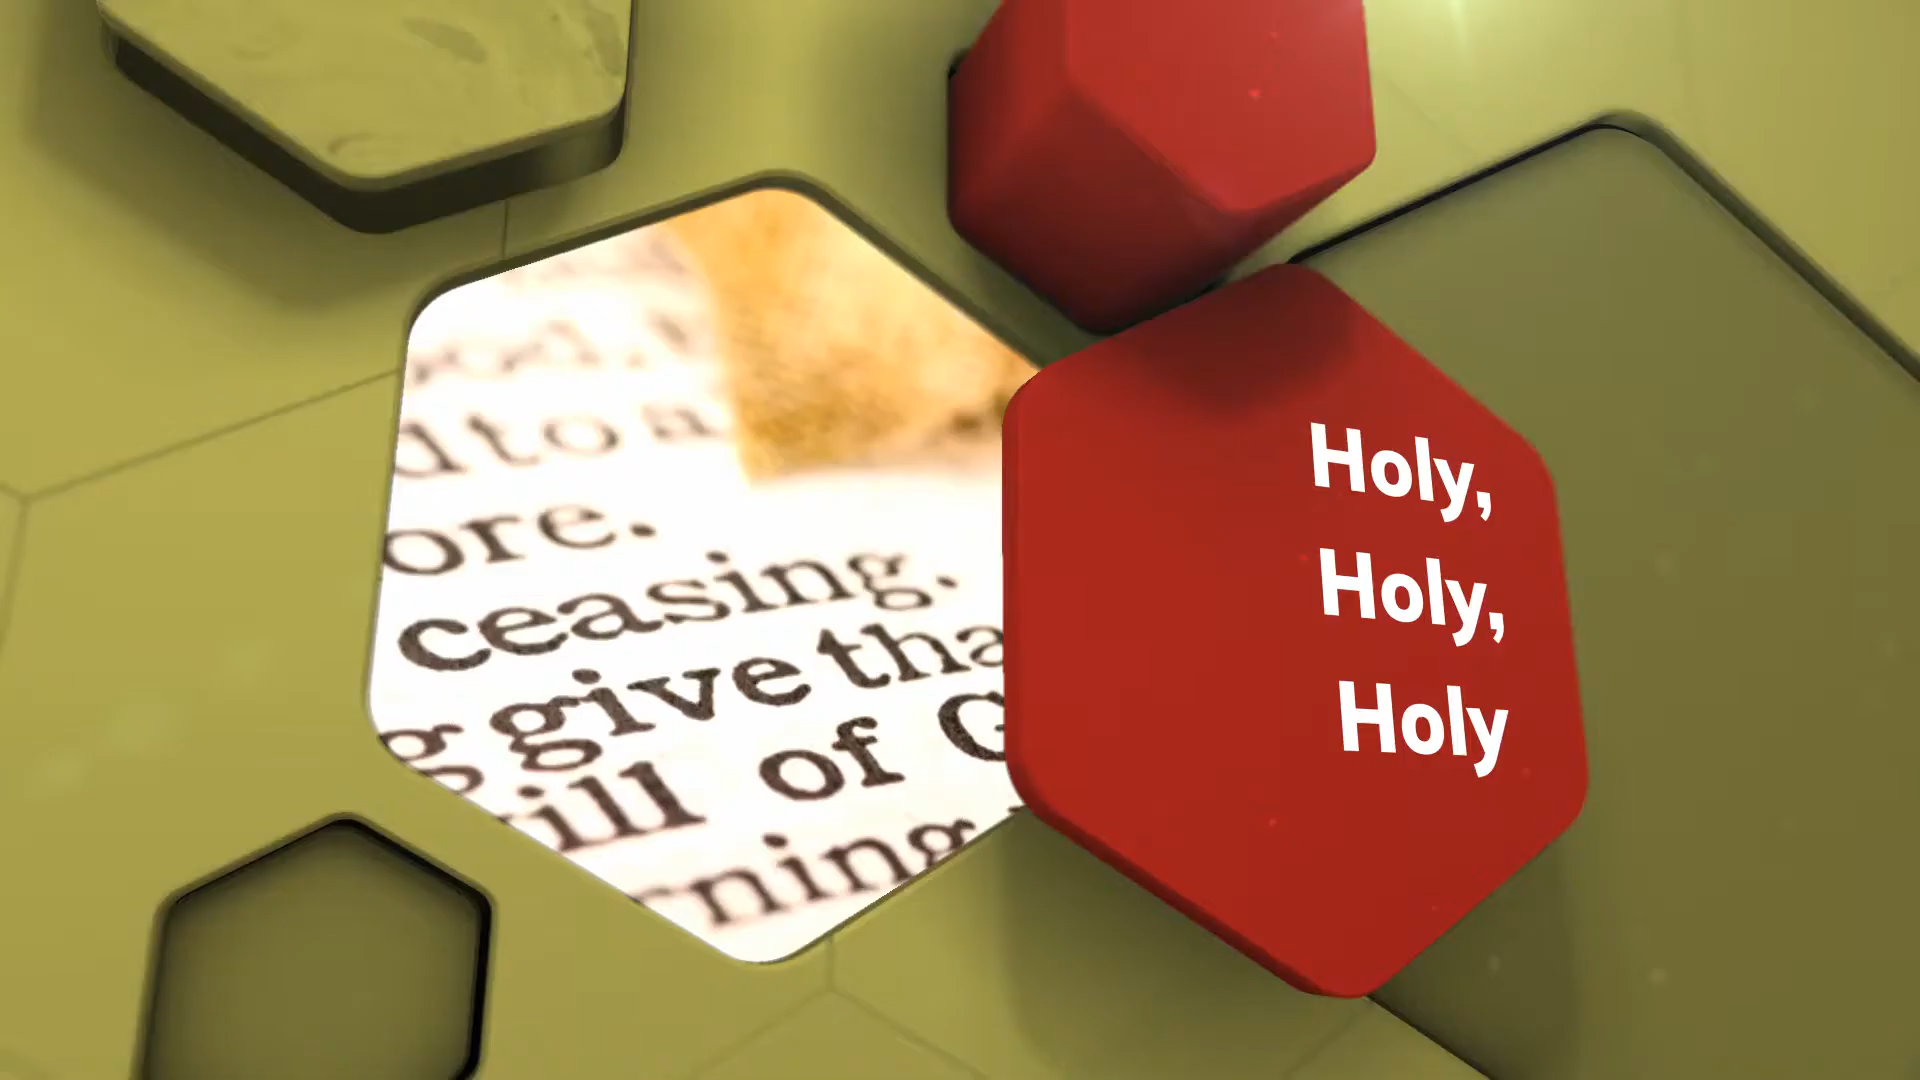 d to a
ore.
ceasing.
g give tha
ill of G
rning
Holy,
Holy,
Holy